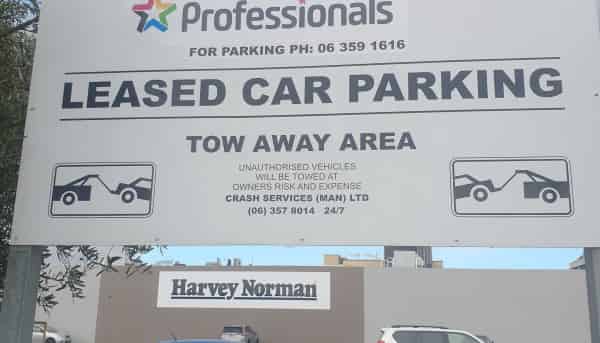 Professionals
FOR PARKING PH: 06 359 1616
LEASED CAR PARKING
TOW AWAY AREA
UNAUTHORISED VEHICLES
WILL BE TOWED AT
OWNERS RISK AND EXPENSE
CRASH SERVICES (MAN) LTD
(06) 357 8014 24/7
Harvey Norman